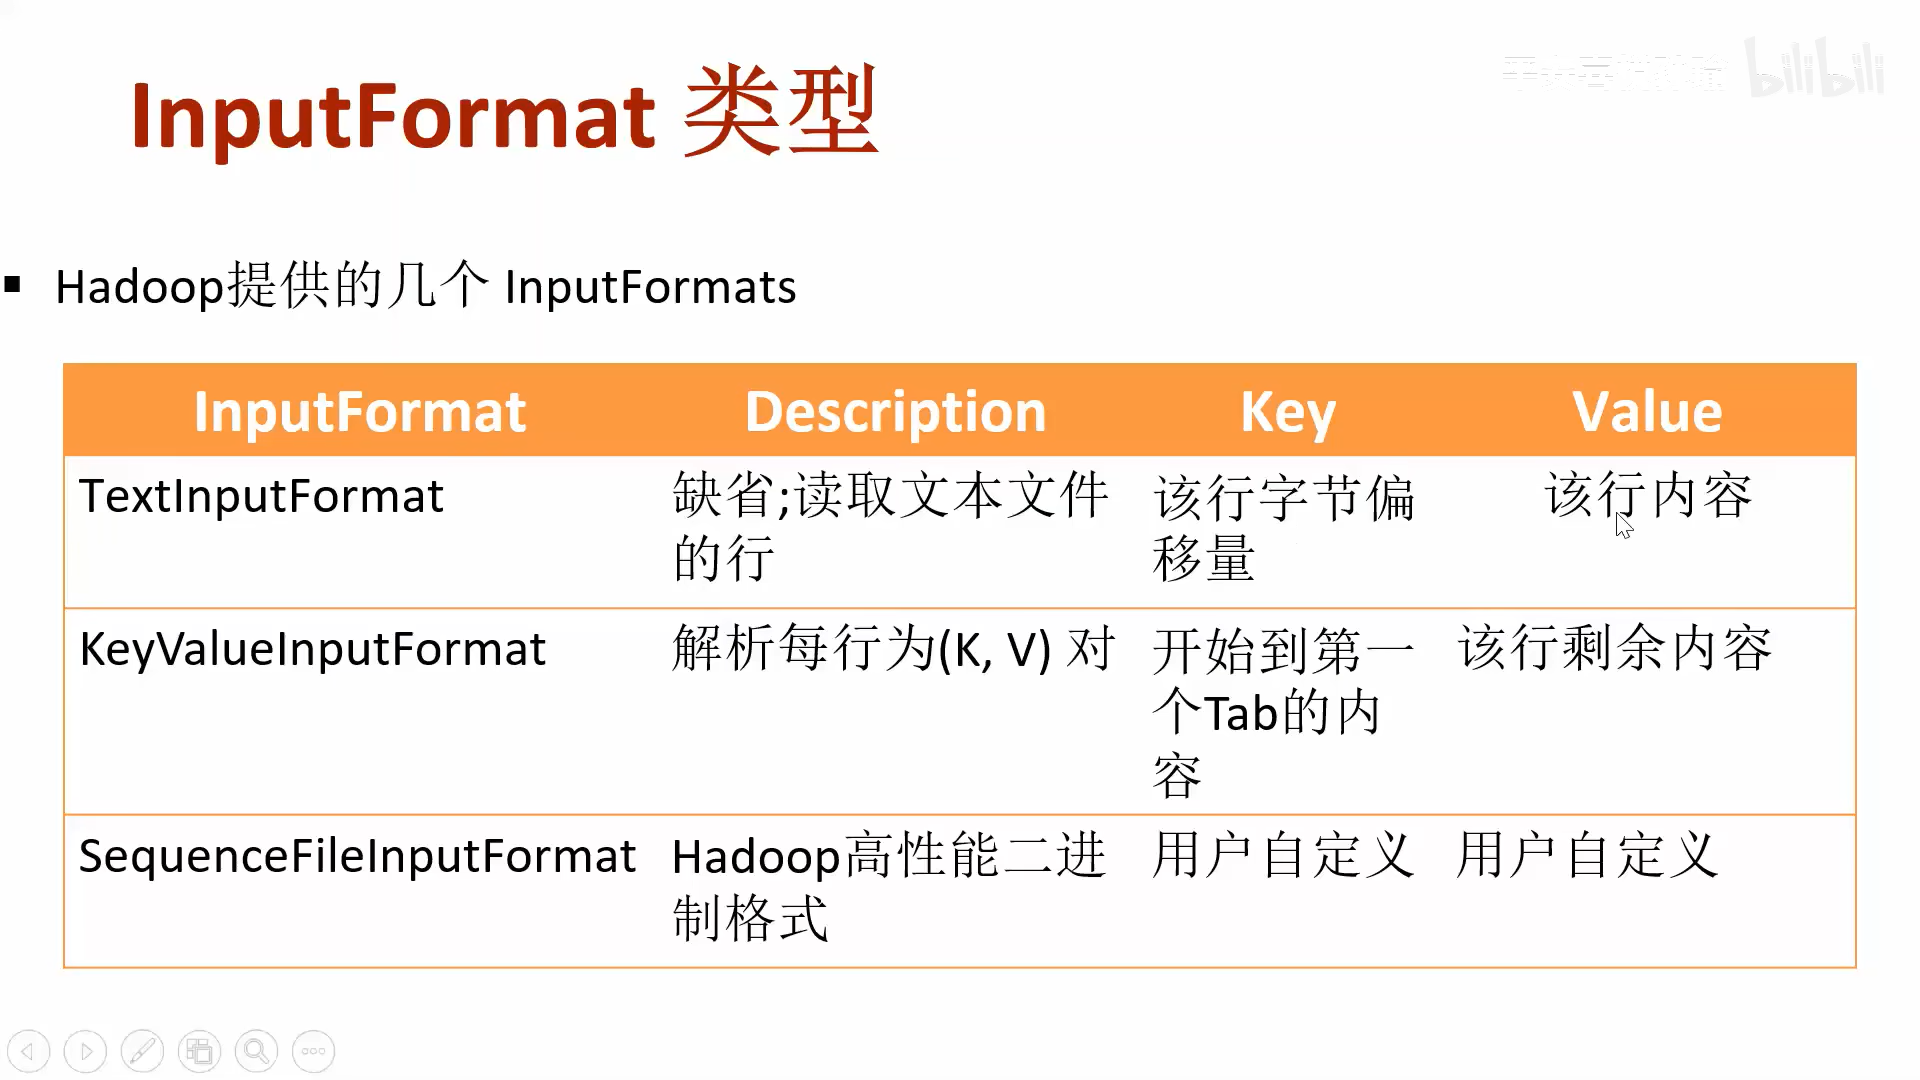 InputFormat 类型
bilibili
Hadoop提供的几个 InputFormats
InputFormat Description Key Value
TextInputFormat 缺省;读取文本文件 该行字节偏 该行内容
的行 移量
KeyValueInputFormat 解析每行为(K, V) 对 开始到第一 该行剩余内容
个Tab的内
容
SequenceFileInputFormat Hadoop高性能二进 用户自定义 用户自定义
制格式